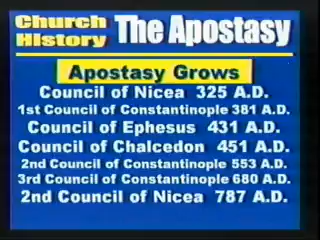 Church
History
The Apostasy
Apostasy Grows
Council of Nicea 325 A.D.
1st Council of Constantinople 381 A.D.
Council of Ephesus 431 A.D.
Council of Chalcedon 451 A.D.
2nd Council of Constantinople 553 A.D.
3rd Council of Constantinople 680 A.D.
2nd Council of Nicea 787 A.D.